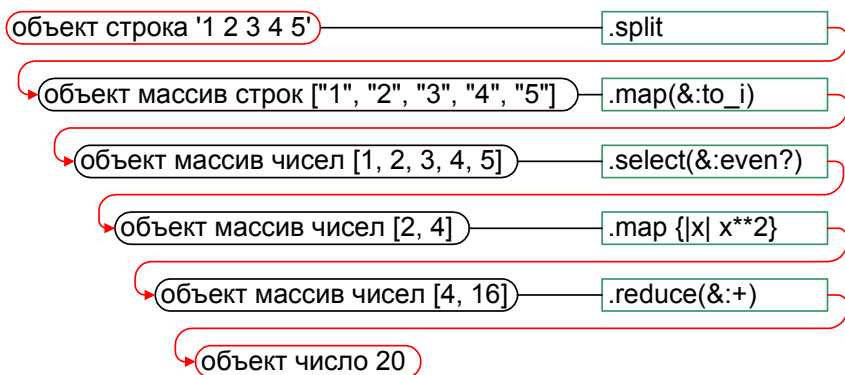 объект строка '1 2 3 4 5' .split
объект массив строк ["1", "2", "3", "4", "5"] .map(&:to_i)
объект массив чисел [1, 2, 3, 4, 5] .select(&:even?)
объект массив чисел [2, 4] .map {|x| x**2}
объект массив чисел [4, 16] .reduce(&:+)
объект число 20